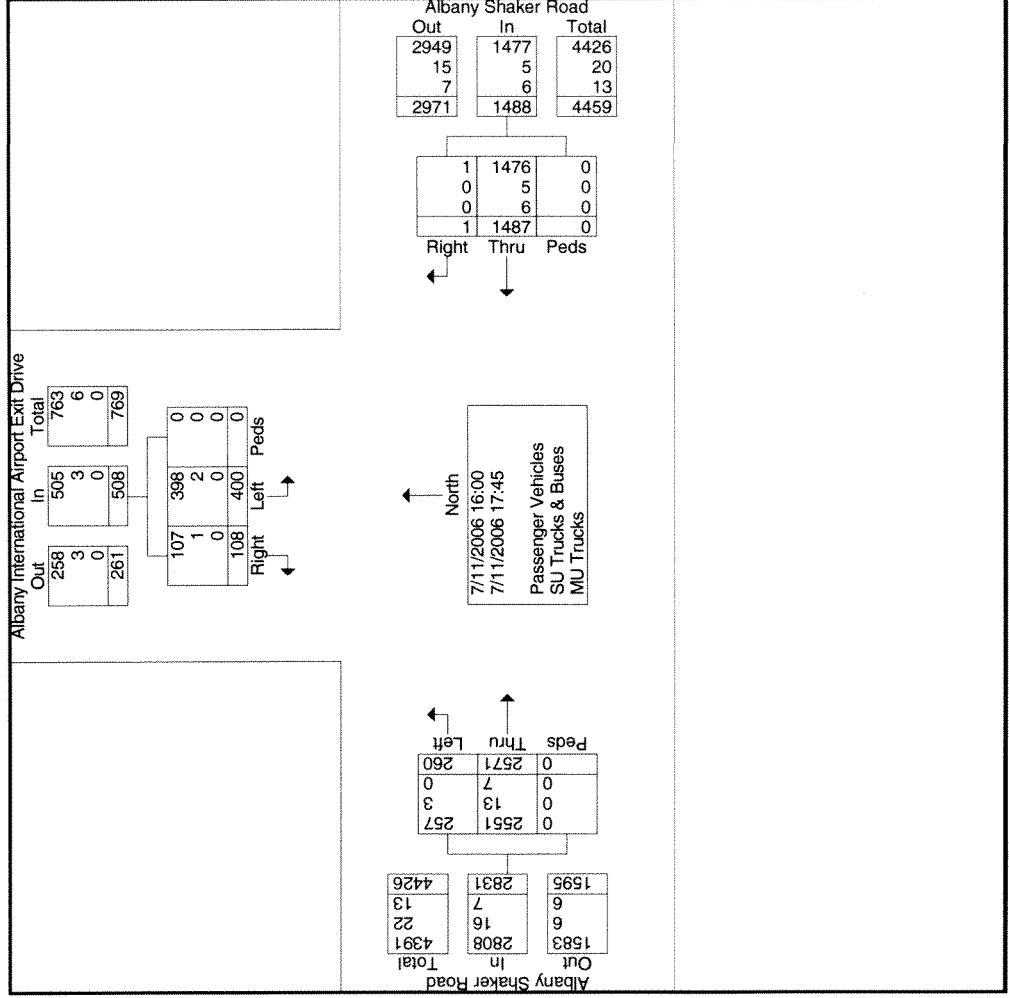 Albany Shaker Road
Out In Total
2949 1477 4426
15 5 20
7 6 13
2971 1488 4459
1 1476 0
0 5 0
0 6 0
1 1487 0
Right Thru Peds
Albany International Airport Exit Drive
Out In Total
258 505 763
3 3 6
0 0 0
261 508 769
107 398 0
1 2 0
0 0 0
108 400 0
Right Left Peds
North
7/11/2006 16:00
7/11/2006 17:45
Passenger Vehicles
SU Trucks & Buses
MU Trucks
Albany Shaker Road
Out In Total
1583 2808 4391
6 16 22
6 7 13
1595 2831 4426
0 2551 257
0 13 3
0 7 0
0 2571 260
Peds Thru Left